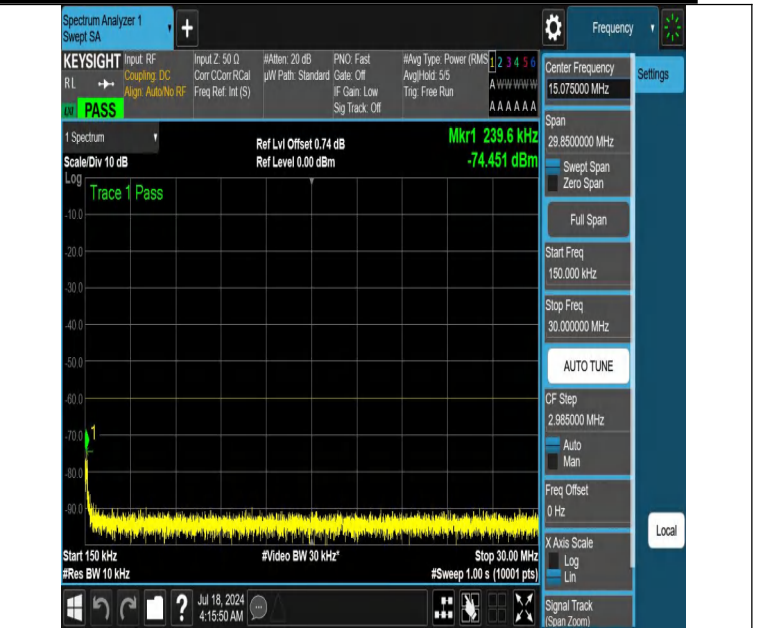 Spectrum Analyzer 1
Swept SA
+
Frequency
KEYSIGHT
RL
PASS
Input: RF
Coupling: DC
Align: Auto/No RF
Input Z: 50 Ω
Corr CCorr RCal
Freq Ref: Int (S)
#Atten: 20 dB
µW Path: Standard
PNO: Fast
Gate: Off
IF Gain: Low
Sig Track: Off
#Avg Type: Power (RMS
Avg|Hold: 5/5
Trig: Free Run
1 2 3 4 5 6
A W W W W W
A A A A A A
1 Spectrum
Scale/Div 10 dB
Ref Lvl Offset 0.74 dB
Ref Level 0.00 dBm
Mkr1 239.6 kHz
-74.451 dBm
Log
Trace 1 Pass
-10.0
-20.0
-30.0
-40.0
-50.0
-60.0
-70.0
1
-80.0
-90.0
Start 150 kHz
#Res BW 10 kHz
#Video BW 30 kHz*
Stop 30.00 MHz
#Sweep 1.00 s (10001 pts)
?
Jul 18, 2024
4:15:50 AM
Center Frequency
15.075000 MHz
Settings
Span
29.8500000 MHz
Swept Span
Zero Span
Full Span
Start Freq
150.000 kHz
Stop Freq
30.000000 MHz
AUTO TUNE
CF Step
2.985000 MHz
Auto
Man
Freq Offset
0 Hz
X Axis Scale
Log
Lin
Local
Signal Track
(Span Zoom)